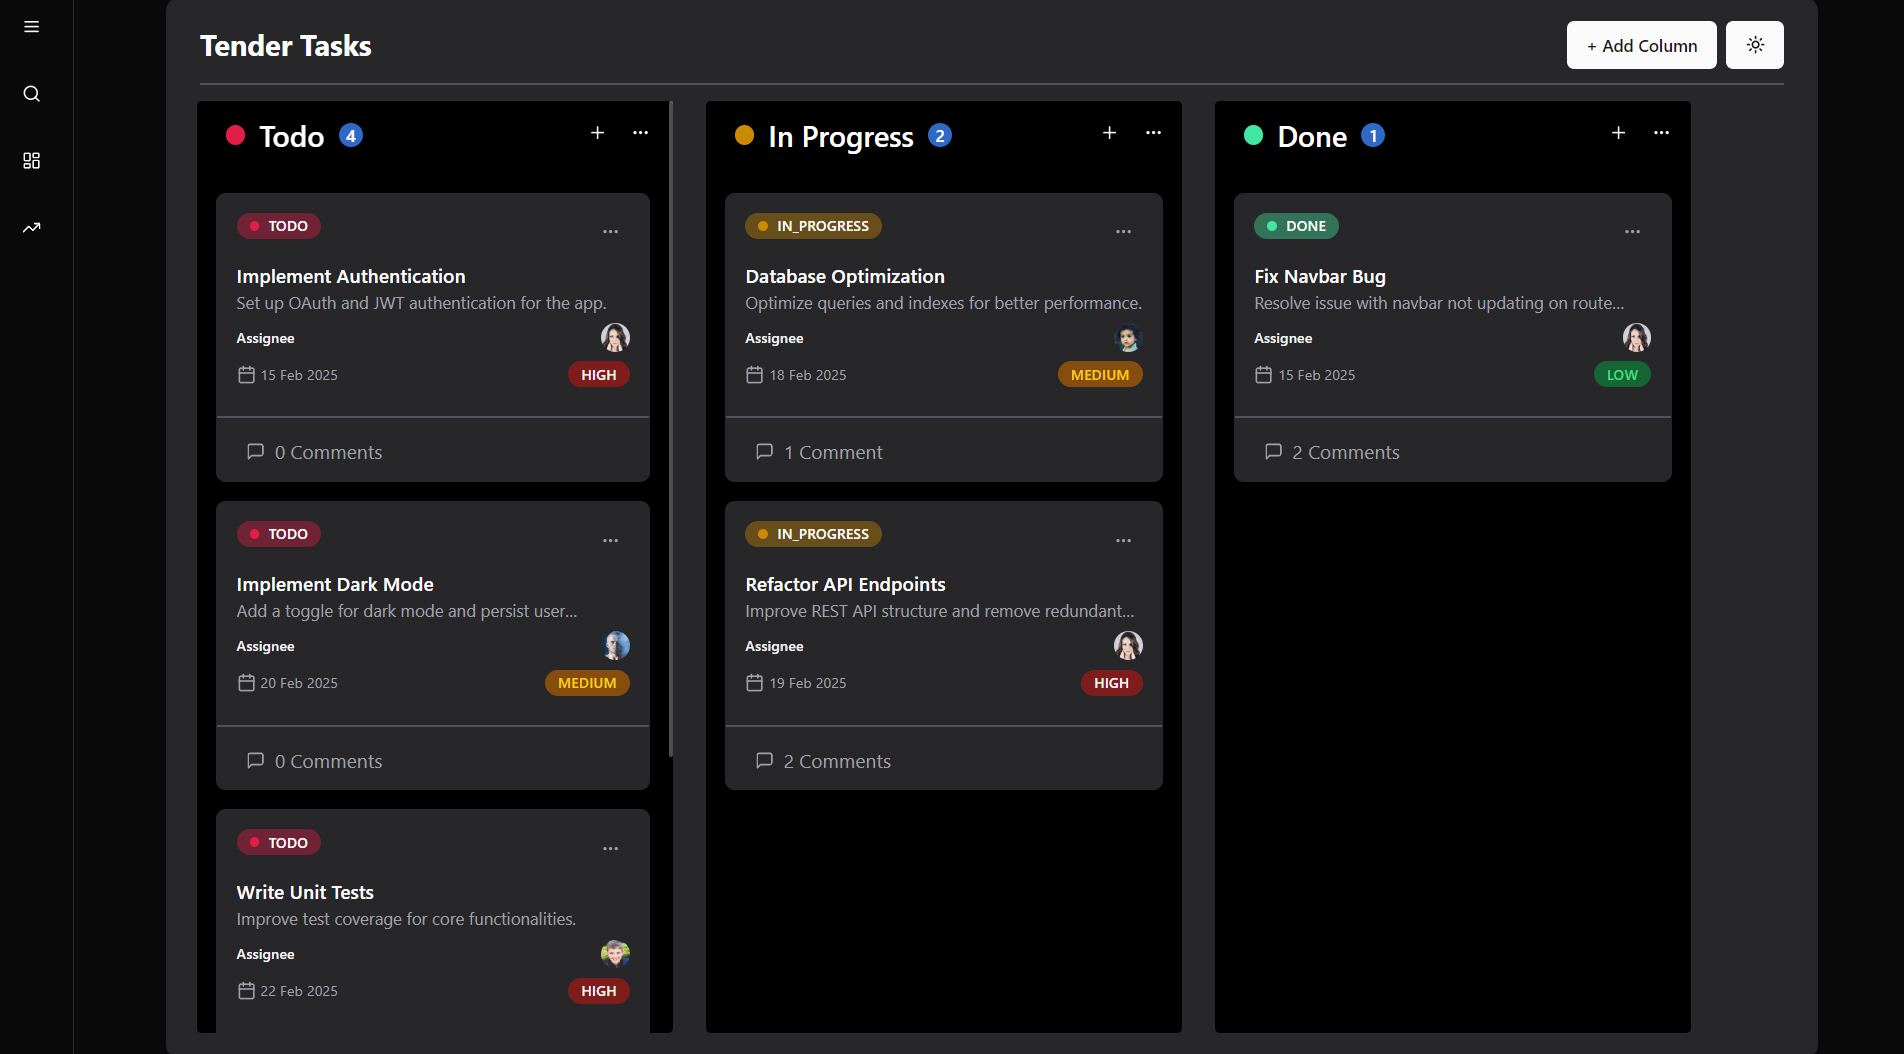 Tender Tasks
+ Add Column
Todo 4
TODO
Implement Authentication
Set up OAuth and JWT authentication for the app.
Assignee
15 Feb 2025
HIGH
0 Comments
TODO
Implement Dark Mode
Add a toggle for dark mode and persist user...
Assignee
20 Feb 2025
MEDIUM
0 Comments
TODO
Write Unit Tests
Improve test coverage for core functionalities.
Assignee
22 Feb 2025
HIGH
In Progress 2
IN_PROGRESS
Database Optimization
Optimize queries and indexes for better performance.
Assignee
18 Feb 2025
MEDIUM
1 Comment
IN_PROGRESS
Refactor API Endpoints
Improve REST API structure and remove redundant...
Assignee
19 Feb 2025
HIGH
2 Comments
Done 1
DONE
Fix Navbar Bug
Resolve issue with navbar not updating on route...
Assignee
15 Feb 2025
LOW
2 Comments